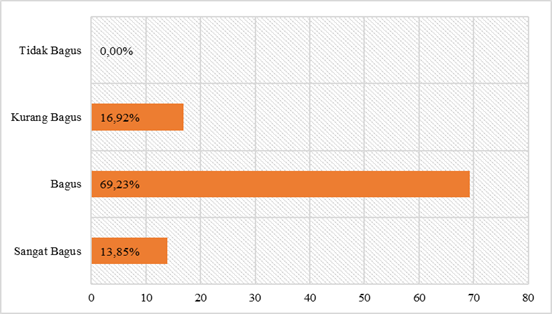 Tidak Bagus 0,00%
Kurang Bagus 16,92%
Bagus 69,23%
Sangat Bagus 13,85%
0 10 20 30 40 50 60 70 80